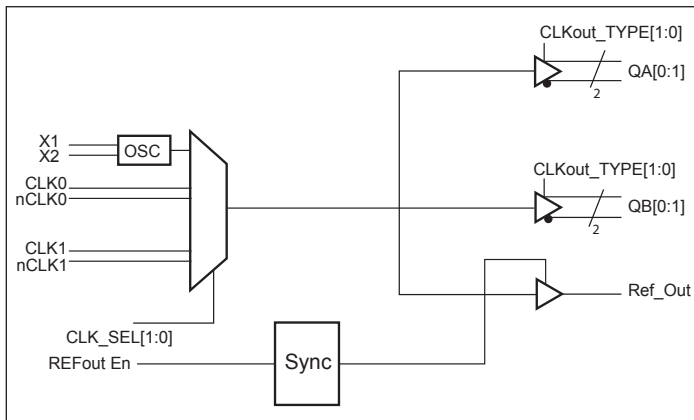 CLKout_TYPE[1:0]
QA[0:1]
2
X1
X2
OSC
CLK0
nCLK0
CLKout_TYPE[1:0]
QB[0:1]
2
CLK1
nCLK1
Ref_Out
CLK_SEL[1:0]
REFout En
Sync